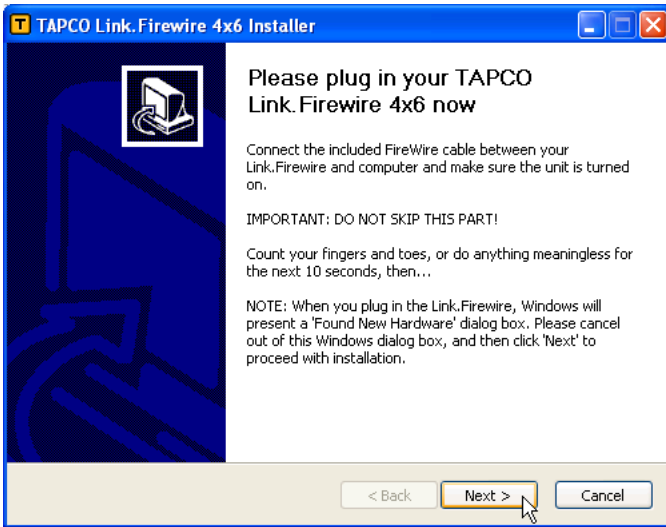 T TAPCO Link.Firewire 4x6 Installer
Please plug in your TAPCO
Link.Firewire 4x6 now
Connect the included FireWire cable between your
Link.Firewire and computer and make sure the unit is turned
on.
IMPORTANT: DO NOT SKIP THIS PART!
Count your fingers and toes, or do anything meaningless for
the next 10 seconds, then...
NOTE: When you plug in the Link.Firewire, Windows will
present a 'Found New Hardware' dialog box. Please cancel
out of this Windows dialog box, and then click 'Next' to
proceed with installation.
< Back Next > Cancel